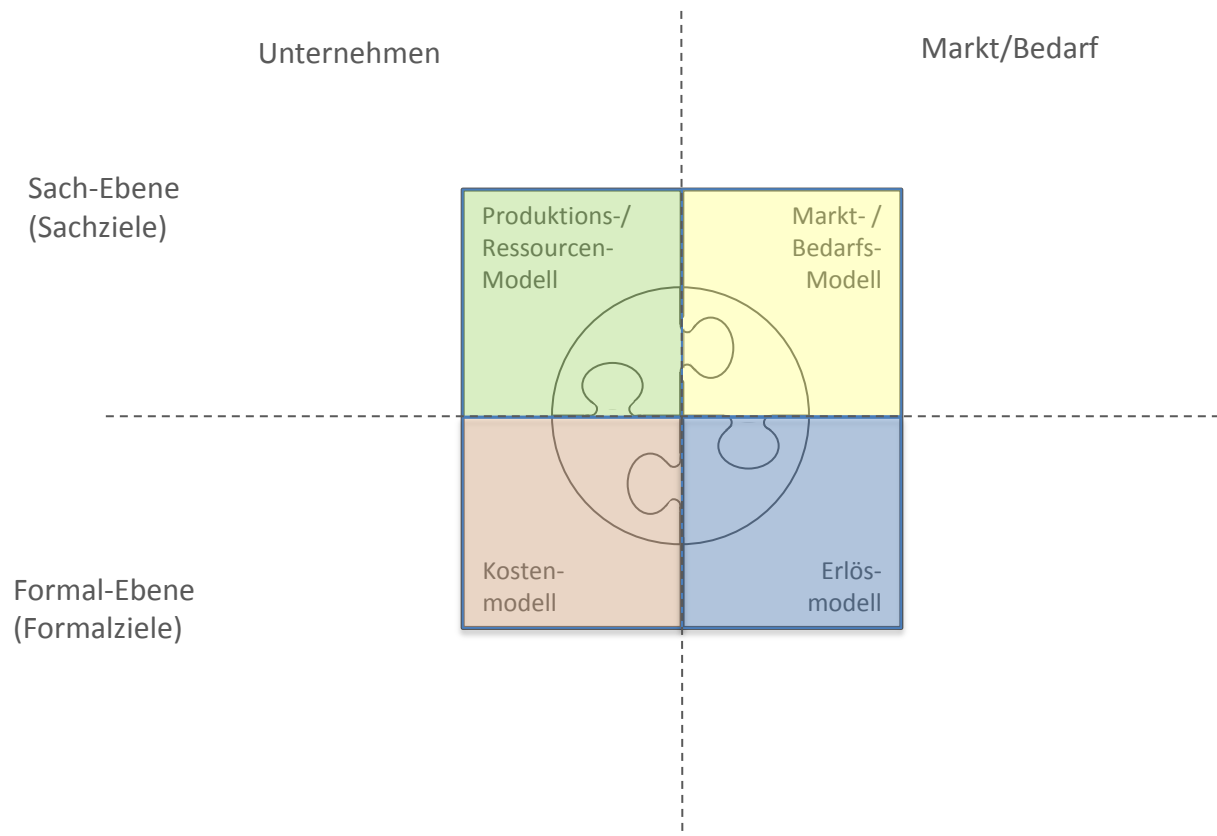 Unternehmen
Markt/Bedarf
Sach-Ebene
(Sachziele)
Produktions-/
Ressourcen-
Modell
Markt- /
Bedarfs-
Modell
Kosten-
modell
Erlös-
modell
Formal-Ebene
(Formalziele)